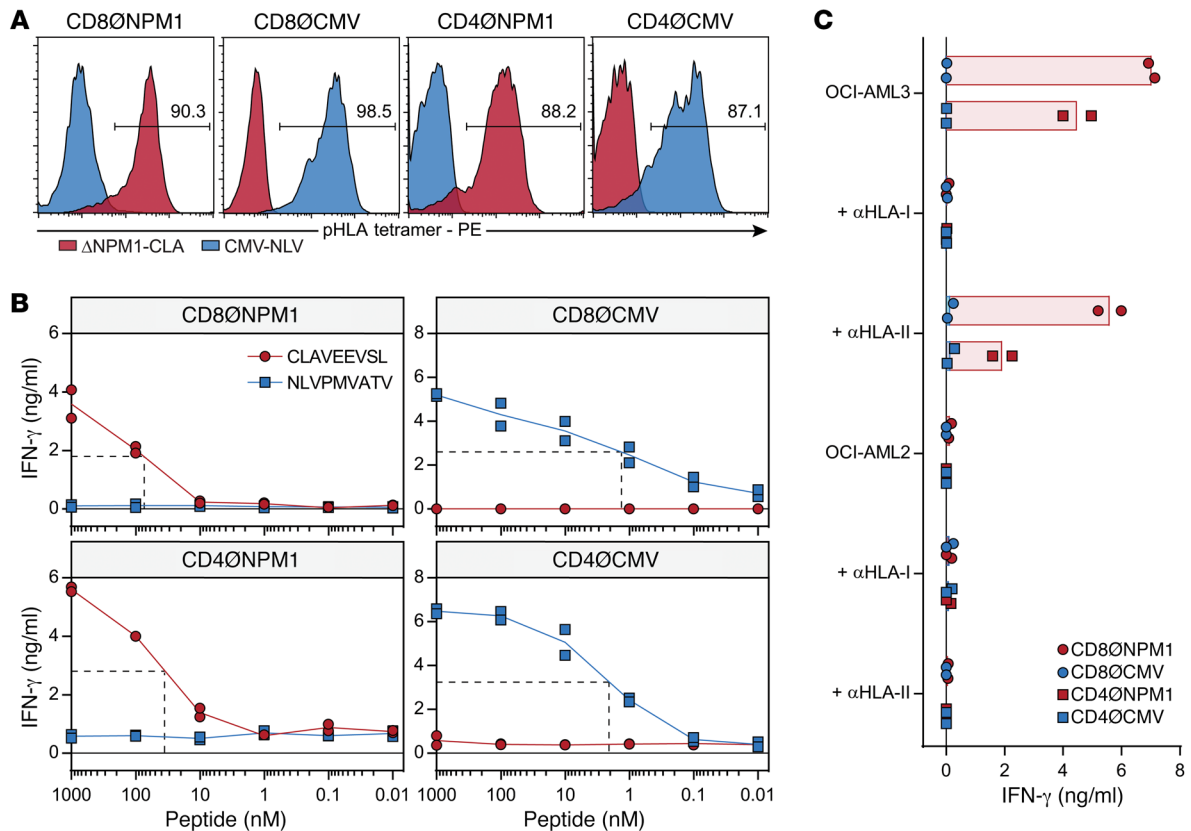 A
CD8ØNPM1
CD8ØCMV
CD4ØNPM1
CD4ØCMV
90.3
98.5
88.2
87.1
pHLA tetramer - PE
ΔNPM1-CLA
CMV-NLV
B
CD8ØNPM1
CD8ØCMV
6
4
2
0
IFN-γ (ng/ml)
CLAVEEVSL
NLVPMVATV
8
6
4
2
0
CD4ØNPM1
CD4ØCMV
6
4
2
0
IFN-γ (ng/ml)
8
6
4
2
0
1000 100 10 1 0.1 0.01
1000 100 10 1 0.1 0.01
Peptide (nM)
Peptide (nM)
C
OCI-AML3
+ αHLA-I
+ αHLA-II
OCI-AML2
+ αHLA-I
+ αHLA-II
CD8ØNPM1
CD8ØCMV
CD4ØNPM1
CD4ØCMV
0 2 4 6 8
IFN-γ (ng/ml)